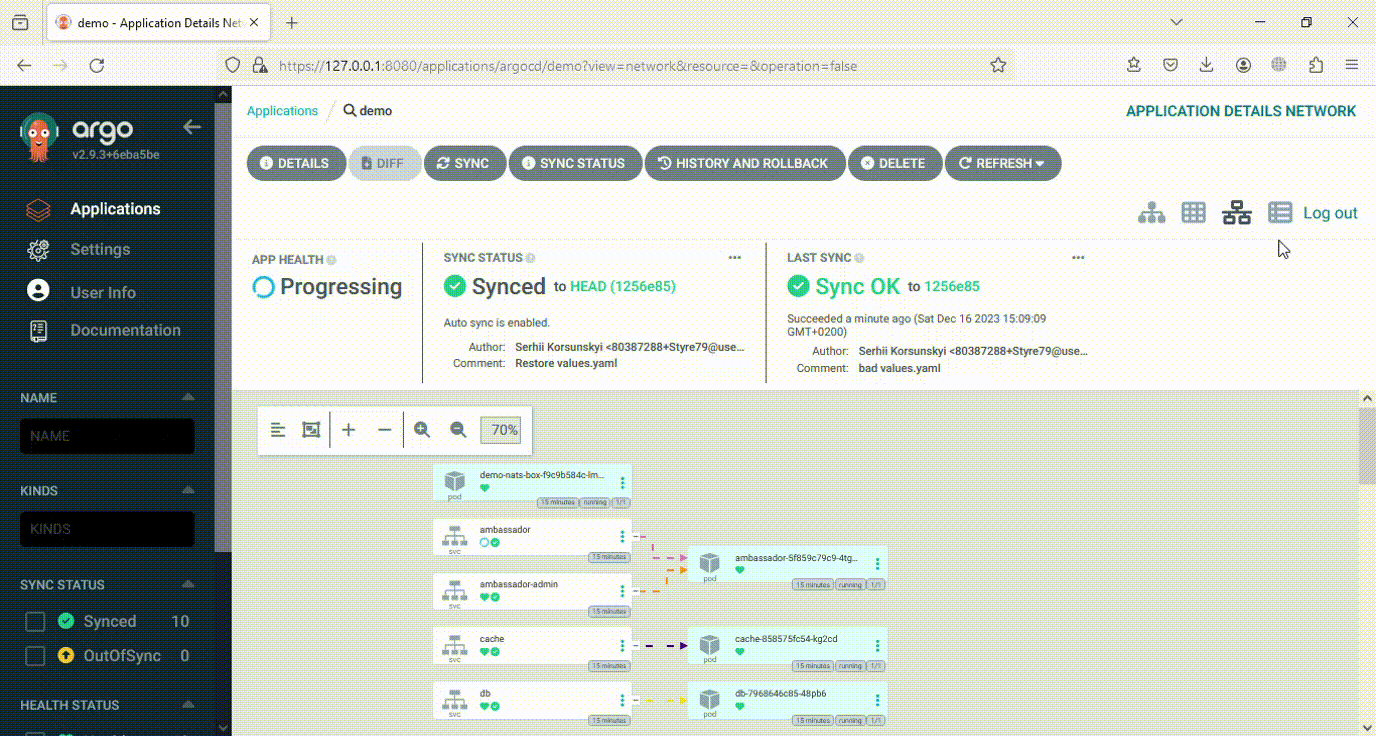 demo - Application Details Net
https://127.0.0.1:8080/applications/argocd/demo?view=network&resource=&operation=false
argo
v2.9.3+6eba5be
Applications
Settings
User Info
Documentation
NAME
NAME
KINDS
KINDS
SYNC STATUS
Synced 10
OutOfSync 0
HEALTH STATUS
Applications / demo
APPLICATION DETAILS NETWORK
DETAILS DIFF SYNC SYNC STATUS HISTORY AND ROLLBACK DELETE REFRESH
Log out
APP HEALTH
Progressing
SYNC STATUS
Synced to HEAD (1256e85)
Auto sync is enabled.
Author: Serhii Korsunskyi <80387288+Styre79@use...
Comment: Restore values.yaml
LAST SYNC
Sync OK to 1256e85
Succeeded a minute ago (Sat Dec 16 2023 15:09:09
GMT+0200)
Author: Serhii Korsunskyi <80387288+Styre79@use...
Comment: bad values.yaml
70%
demo-nats-box-f9c9b584c-lm...
pod
15 minutes running 1/1
ambassador
svc
15 minutes
ambassador-5f859c79c9-4tg...
pod
15 minutes running 1/1
ambassador-admin
svc
15 minutes
cache
svc
15 minutes
cache-858575fc54-kg2cd
pod
15 minutes running 1/1
db
svc
15 minutes
db-7968646c85-48pb6
pod
15 minutes running 1/1